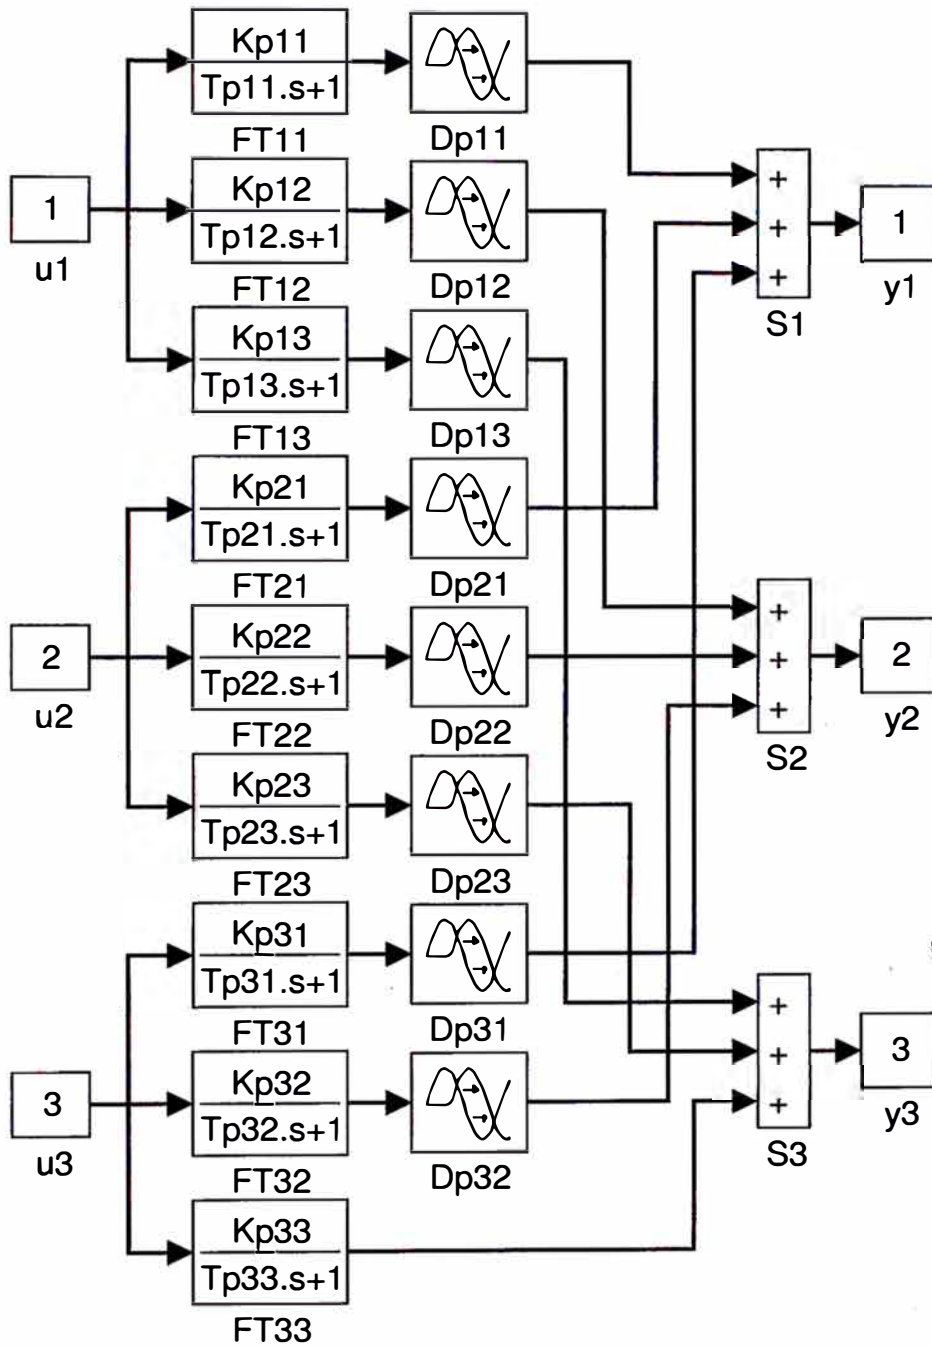 Kp11
Tp11.s+1
FT11
Dp11
1
u1
Kp12
Tp12.s+1
FT12
Dp12
+
+
+
S1
1
y1
Kp13
Tp13.s+1
FT13
Dp13
Kp21
Tp21.s+1
FT21
Dp21
2
u2
Kp22
Tp22.s+1
FT22
Dp22
+
+
+
S2
2
y2
Kp23
Tp23.s+1
FT23
Dp23
Kp31
Tp31.s+1
FT31
Dp31
3
u3
Kp32
Tp32.s+1
FT32
Dp32
+
+
+
S3
3
y3
Kp33
Tp33.s+1
FT33